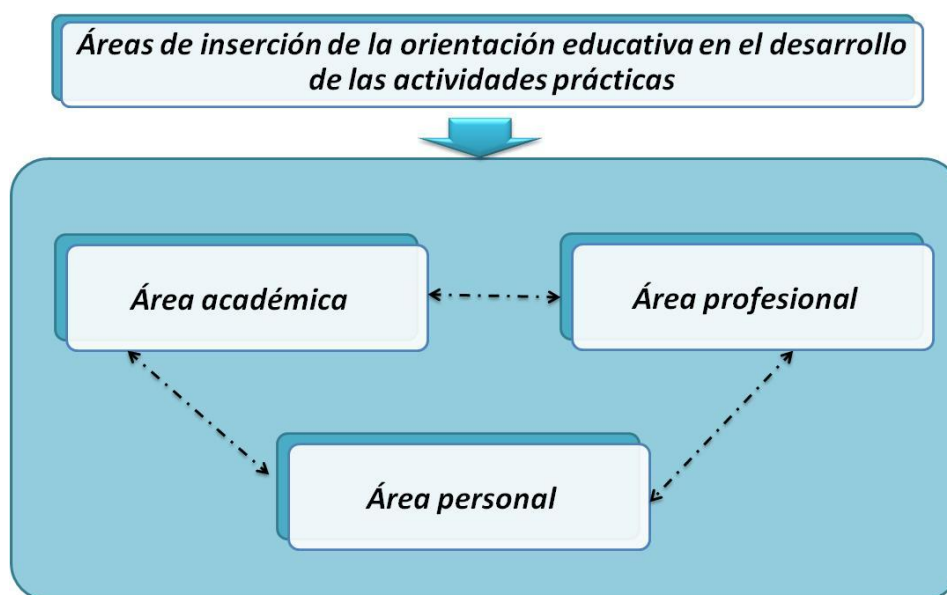 Áreas de inserción de la orientación educativa en el desarrollo
de las actividades prácticas
Área académica
Área profesional
Área personal